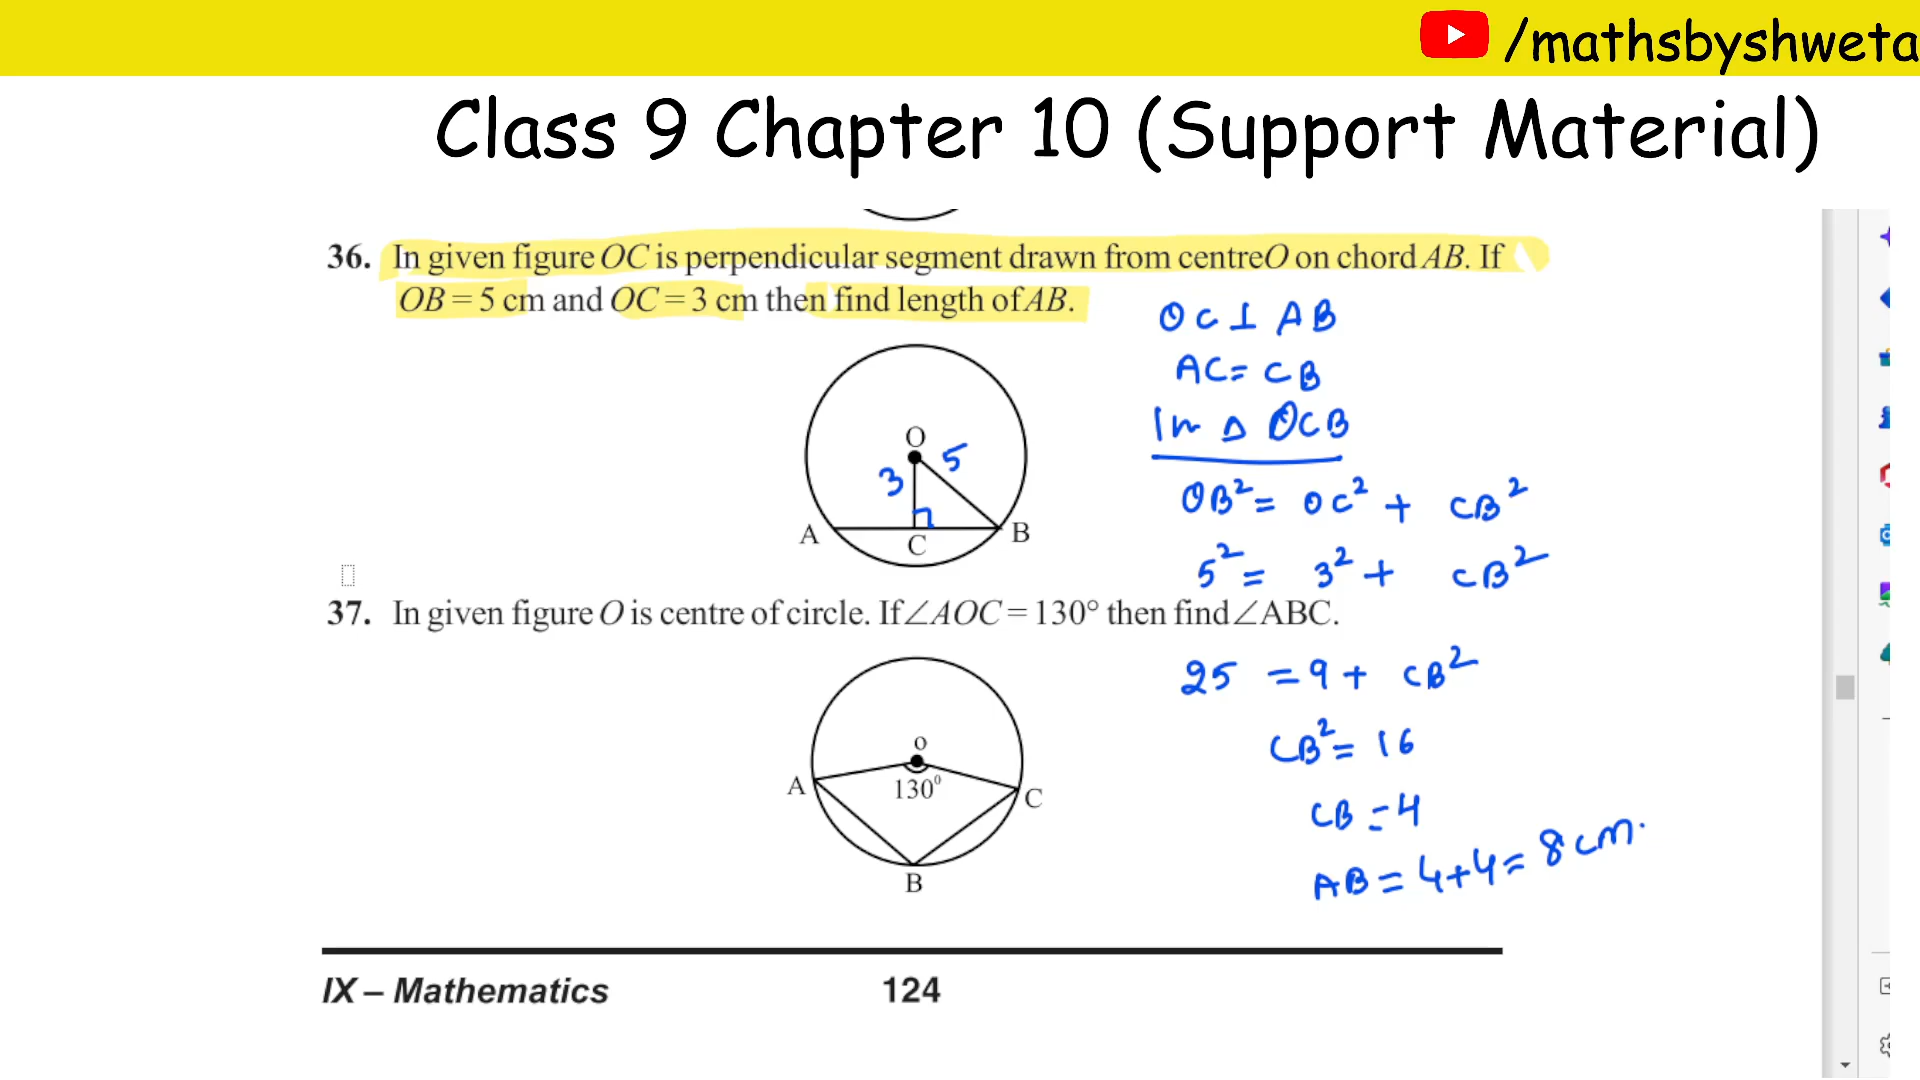 /mathsbyshweta
Class 9 Chapter 10 (Support Material)
36. In given figure OC is perpendicular segment drawn from centre O on chord AB. If
OB = 5 cm and OC = 3 cm then find length of AB.
OC⊥ AB
AC= CB
In Δ OCB
OB²= OC² + CB²
5²= 3²+ CB²
O
3
5
A
C
B
37. In given figure O is centre of circle. If ∠AOC = 130° then find ∠ABC.
25 = 9 + CB²
CB²= 16
CB = 4
AB = 4+4= 8cm.
o
130⁰
A
C
B
IX – Mathematics 124